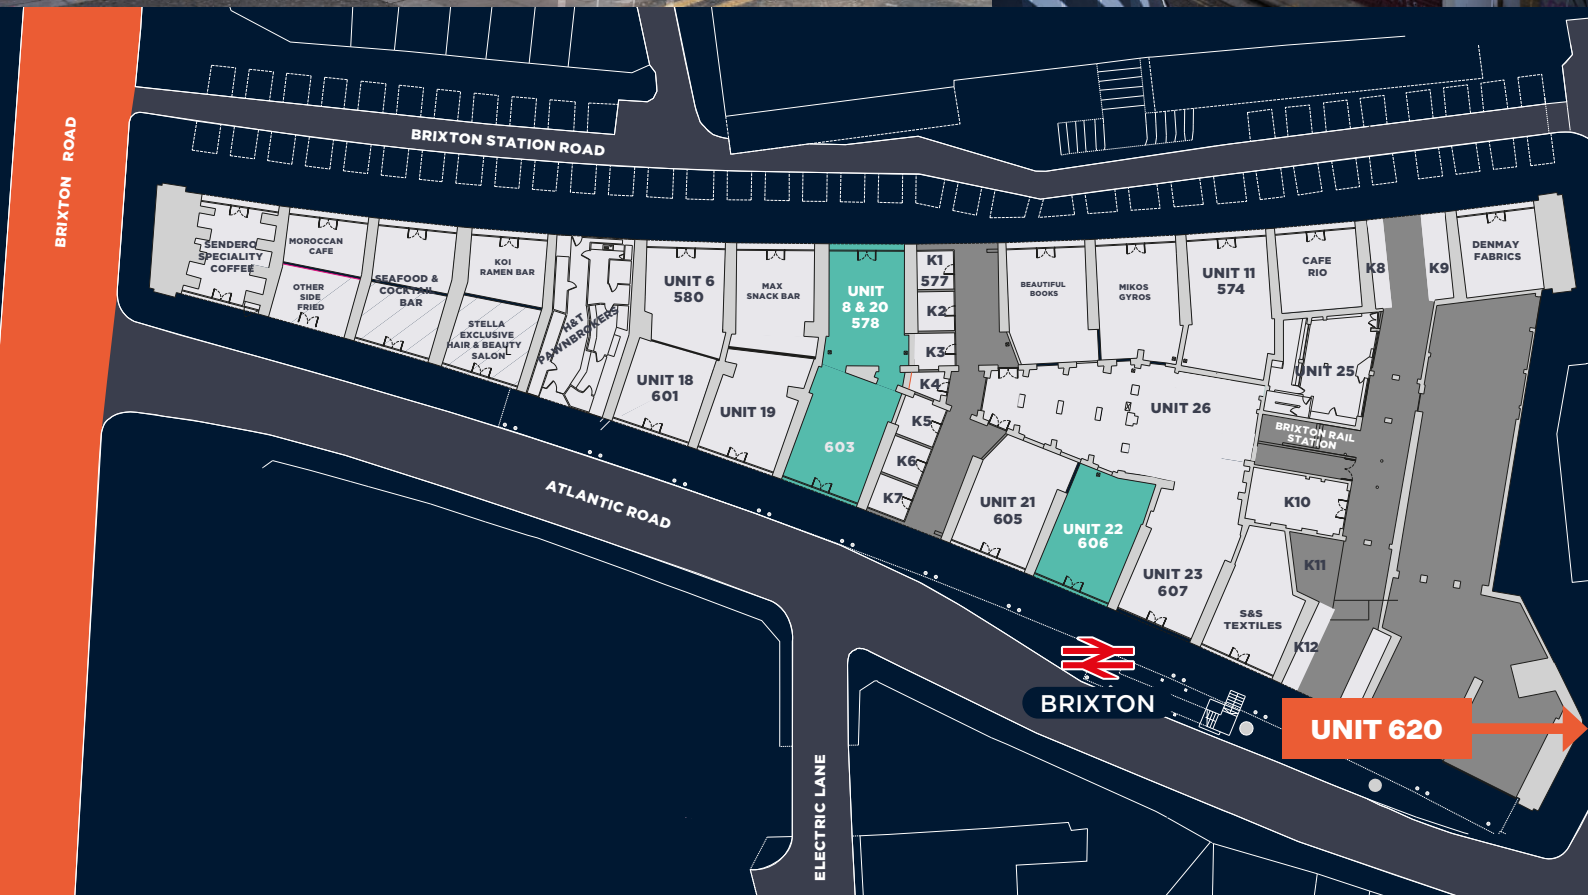 BRIXTON ROAD
BRIXTON STATION ROAD
SENDERO
SPECIALITY
COFFEE
MOROCCAN
CAFE
OTHER
SIDE
FRIED
SEAFOOD &
COCKTAIL
BAR
KOI
RAMEN BAR
STELLA
EXCLUSIVE
HAIR & BEAUTY
SALON
H&T
PAWNBROKERS
UNIT 6
580
UNIT 18
601
MAX
SNACK BAR
UNIT 19
UNIT
8 & 20
578
603
K1
577
K2
K3
K4
K5
K6
K7
BEAUTIFUL
BOOKS
MIKOS
GYROS
UNIT 11
574
CAFE
RIO
K8
K9
DENMAY
FABRICS
UNIT 25
UNIT 26
BRIXTON RAIL
STATION
UNIT 21
605
UNIT 22
606
UNIT 23
607
K10
K11
S&S
TEXTILES
K12
ATLANTIC ROAD
BRIXTON
UNIT 620
ELECTRIC LANE